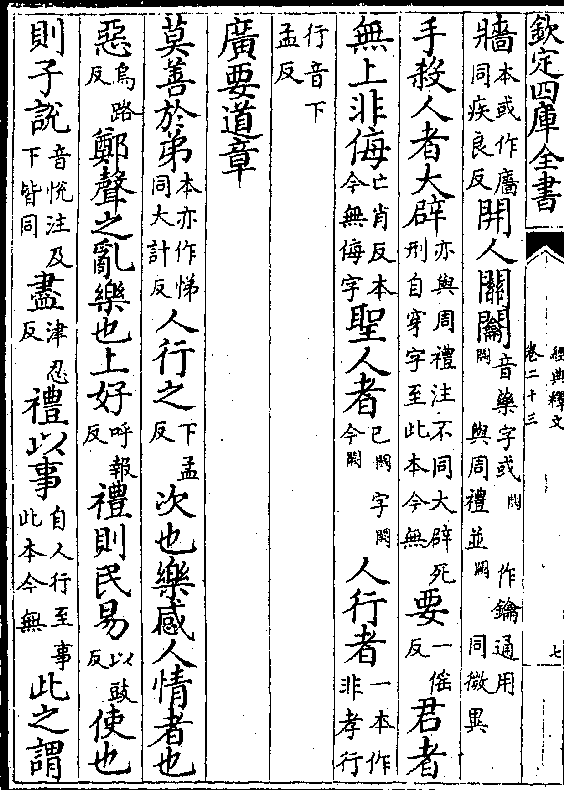 欽定四庫全書
經典釋文
卷二十三
七
牆本或作廧同疾良反開人關闟音藥字或闕作鑰通用闕與周禮並闕同微異
手殺人者大辟亦與周禮注不同大辟死刑自穿字至此本今無要一傜反君者
無上非侮亡肖反本今無侮字聖人者已闕字闕今闕人行者一本作非孝行
行音下孟反
廣要道章
莫善於弟本亦作悌同大計反人行之下孟反次也樂感人情者也
惡烏路反鄭聲之亂樂也上好呼報反禮則民易以豉反使也
則子說音悅注及下皆同盡津忍反禮以事自人行至事此本今無此之謂